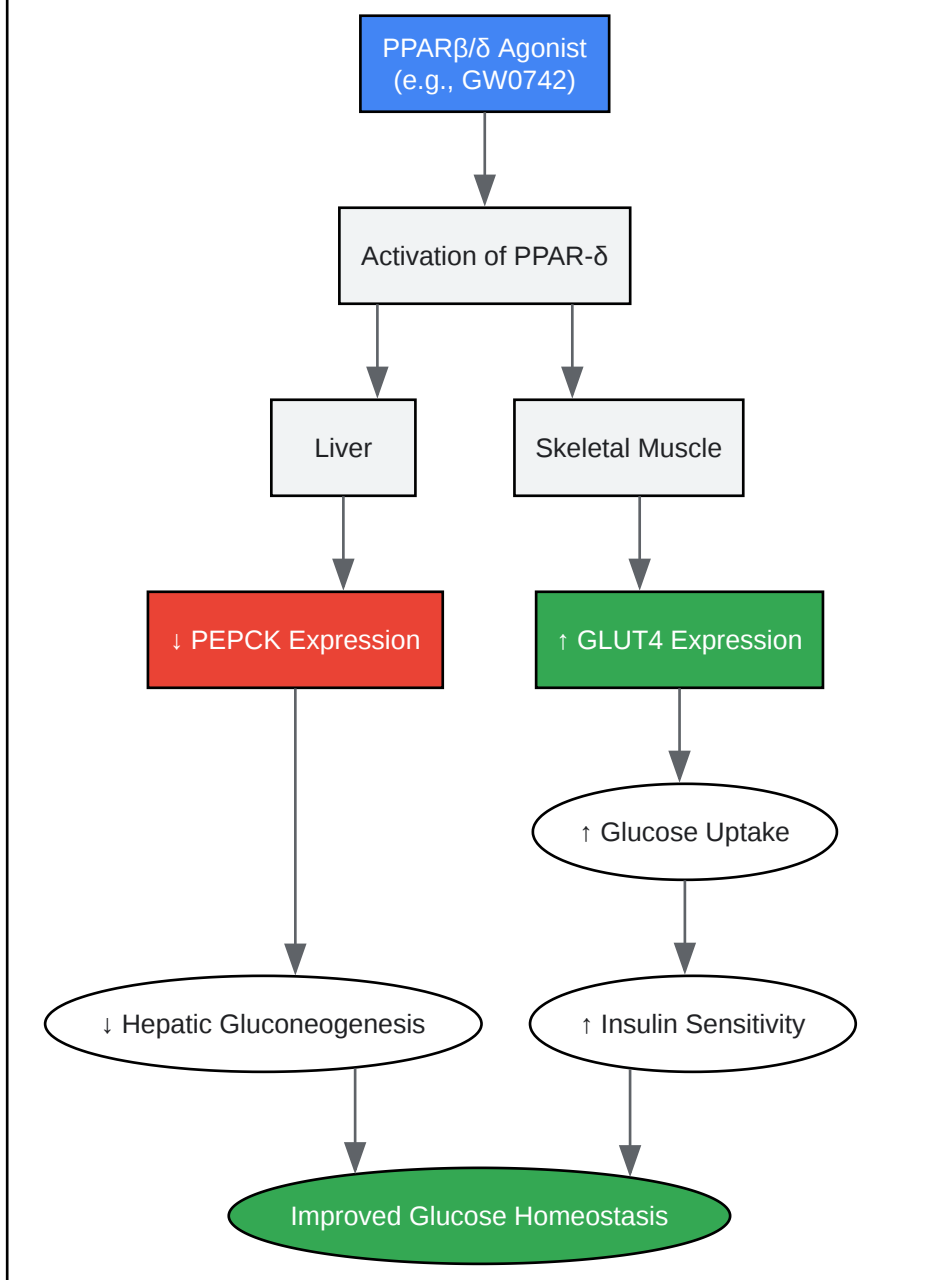 PPARβ/δ Agonist
(e.g., GW0742)
Activation of PPAR-δ
Liver
Skeletal Muscle
↓ PEPCK Expression
↑ GLUT4 Expression
↑ Glucose Uptake
↓ Hepatic Gluconeogenesis
↑ Insulin Sensitivity
Improved Glucose Homeostasis